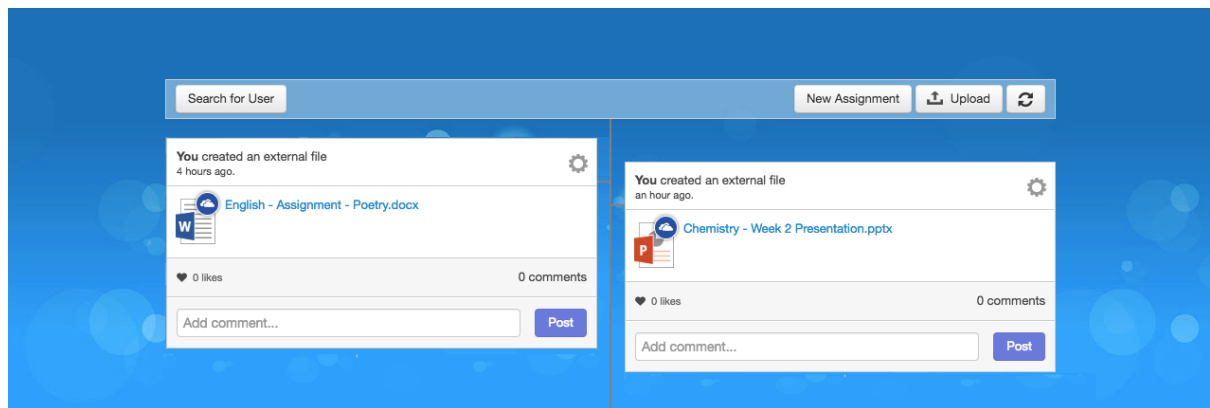 Search for User
New Assignment
Upload
You created an external file
4 hours ago.
W
English - Assignment - Poetry.docx
0 likes
0 comments
Add comment...
Post
You created an external file
an hour ago.
P
Chemistry - Week 2 Presentation.pptx
0 likes
0 comments
Add comment...
Post